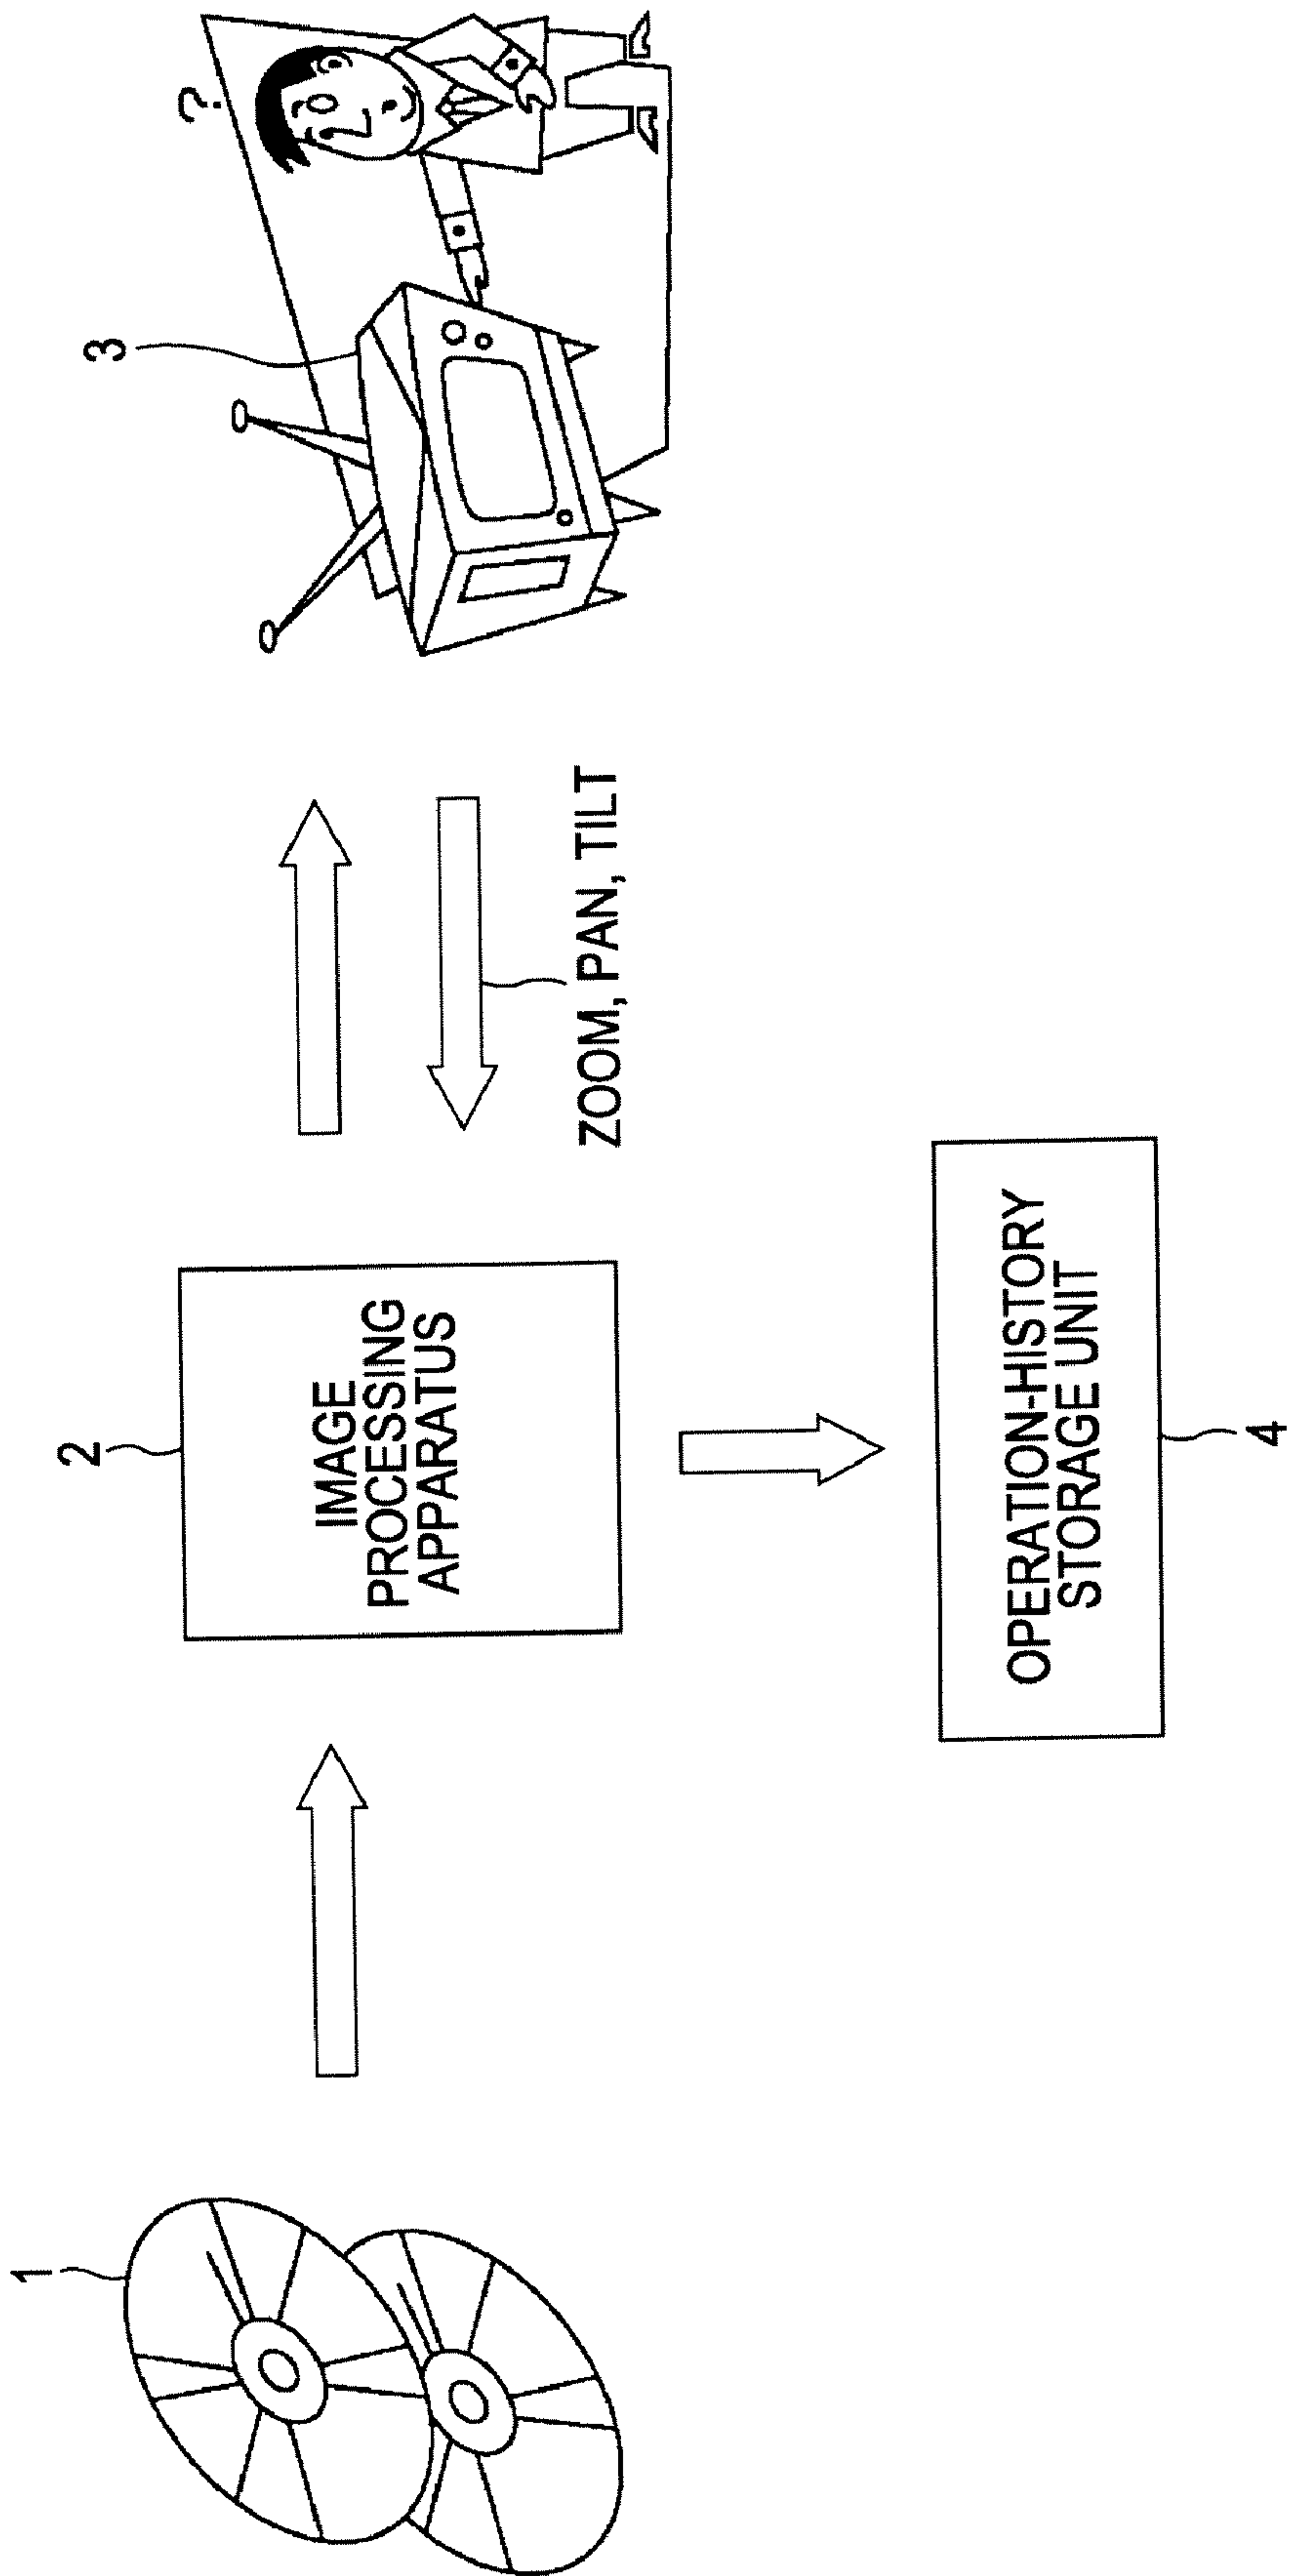 1
2
IMAGE
PROCESSING
APPARATUS
ZOOM, PAN, TILT
3
?
OPERATION-HISTORY
STORAGE UNIT
4